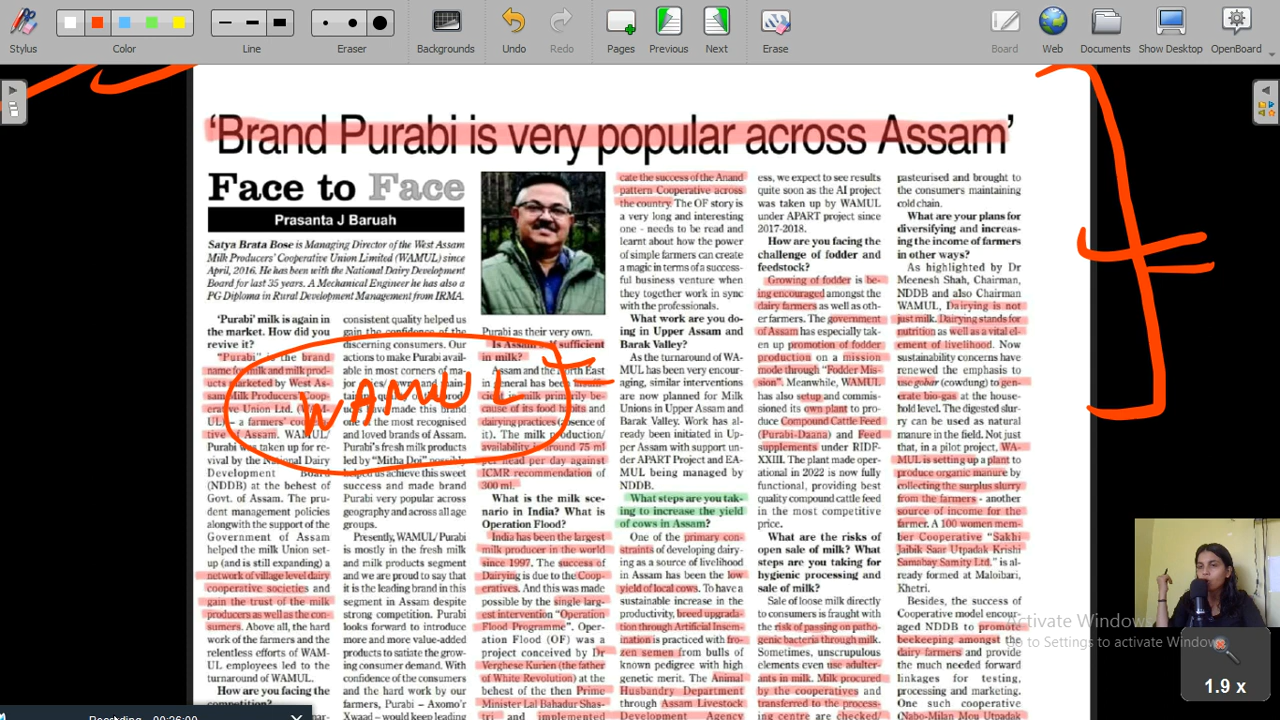 Stylus
Color
Line
Eraser
Backgrounds
Undo
Redo
Pages
Previous
Next
Erase
Board
Web
Documents
Show Desktop
OpenBoard
'Brand Purabi is very popular across Assam'
Face to Face
Prasanta J Baruah
Satya Brata Bose is Managing Director of the West Assam
Milk Producers' Cooperative Union Limited (WAMUL) since
April, 2016. He has been with the National Dairy Development
Board for last 35 years. A Mechanical Engineer he has also a
PG Diploma in Rural Development Management from IRMA.
'Purabi' milk is again in
the market. How did you
revive it?
"Purabi" is the brand
name for milk and milk prod-
ucts marketed by West As-
sam Milk Producers' Coop-
erative Union Ltd. (WAM-
UL) – a farmers' coopera-
tive of Assam. WAMUL/
Purabi was taken up for re-
vival by the National Dairy
Development Board
(NDDB) at the behest of
Govt. of Assam. The pru-
dent management policies
alongwith the support of the
Government of Assam
helped the milk Union set-
up (and is still expanding) a
network of village level dairy
cooperative societies and
gain the trust of the milk
producers as well as the con-
sumers. Above all, the hard
work of the farmers and the
relentless efforts of WAM-
UL employees led to the
turnaround of WAMUL.
How are you facing the
competition?
consistent quality helped us
gain the confidence of the
discerning consumers. Our
actions to make Purabi avail-
able in most corners of ma-
jor
quality of
made this brand
one of the most recognised
and loved brands of Assam.
Purabi's fresh milk products
led by "Mitha Doi"
helped us achieve this sweet
success and made brand
Purabi very popular across
geography and across all age
groups.
Presently, WAMUL/Purabi
is mostly in the fresh milk
and milk products segment
and we are proud to say that
it is the leading brand in this
segment in Assam despite
strong competition. Purabi
looks forward to introduce
more and more value-added
products to satiate the grow-
ing consumer demand. With
confidence of the consumers
and the hard work by our
farmers, Purabi – Axomor
Xwaad – would keep leading
Purabi as their very own.
Is Assam self sufficient
in milk?
Assam and the North East
in general has been insuffi-
cient in milk primarily be-
cause of its food habits and
dairying practices (absence of
it). The milk production/
availability is around 75 ml
per head per day against
ICMR recommendation of
300 ml.
What is the milk sce-
nario in India? What is
Operation Flood?
India has been the largest
milk producer in the world
since 1997. The success of
Dairying is due to the Coop-
eratives. And this was made
possible by the single larg-
est intervention "Operation
Flood Programme". Oper-
ation Flood (OF) was a
project conceived by Dr
Verghese Kurien (the father
of White Revolution) at the
behest of the then Prime
Minister Lal Bahadur Shas-
tri and implemented
cate the success of the Anand
pattern Cooperative across
the country. The OF story is
a very long and interesting
one - needs to be read and
learnt about how the power
of simple farmers can create
a magic in terms of a success-
ful business venture when
they together work in sync
with the professionals.
What work are you do-
ing in Upper Assam and
Barak Valley?
As the turnaround of WA-
MUL has been very encour-
aging, similar interventions
are now planned for Milk
Unions in Upper Assam and
Barak Valley. Work has al-
ready been initiated in Up-
per Assam with support un-
der APART Project and EA-
MUL being managed by
NDDB.
What steps are you tak-
ing to increase the yield
of cows in Assam?
One of the primary con-
straints of developing dairy-
ing as a source of livelihood
in Assam has been the low
yield of local cows. To have a
sustainable increase in the
productivity, breed upgrada-
tion through Artificial Insem-
ination is practiced with fro-
zen semen from bulls of
known pedigree with high
genetic merit. The Animal
Husbandry Department
through Assam Livestock
Development Agency
ess, we expect to see results
quite soon as the AI project
was taken up by WAMUL
under APART project since
2017-2018.
How are you facing the
challenge of fodder and
feedstock?
Growing of fodder is be-
ing encouraged amongst the
dairy farmers as well as oth-
er farmers. The government
of Assam has especially tak-
en up promotion of fodder
production on a mission
mode through "Fodder Mis-
sion". Meanwhile, WAMUL
has also setup and commis-
sioned its own plant to pro-
duce Compound Cattle Feed
(Purabi-Daana) and Feed
supplements under RIDF-
XXIII. The plant made oper-
ational in 2022 is now fully
functional, providing best
quality compound cattle feed
in the most competitive
price.
What are the risks of
open sale of milk? What
steps are you taking for
hygienic processing and
sale of milk?
Sale of loose milk directly
to consumers is fraught with
the risk of passing on patho-
genic bacteria through milk.
Sometimes, unscrupulous
elements even use adulter-
ants in milk. Milk procured
by the cooperatives and
transferred to the process-
ing centre are checked/
pasteurised and brought to
the consumers maintaining
cold chain.
What are your plans for
diversifying and increas-
ing the income of farmers
in other ways?
As highlighted by Dr
Meenesh Shah, Chairman,
NDDB and also Chairman
WAMUL, Dairying is not
just milk. Dairying stands for
nutrition as well as a vital el-
ement of livelihood. Now
sustainability concerns have
renewed the emphasis to
use gobar (cowdung) to gen-
erate bio-gas at the house-
hold level. The digested slur-
ry can be used as natural
manure in the field. Not just
that, in a pilot project, WA-
MUL is setting up a plant to
produce organic manure by
collecting the surplus slurry
from the farmers - another
source of income for the
farmer. A 100 women mem-
ber Cooperative "Sakhi
Jaibik Saar Utpadak Krishi
Samabay Samity Ltd." is al-
ready formed at Maloibari,
Khetri.
Besides, the success of
Cooperative model encour-
aged NDDB to promote
beekeeping amongst the
dairy farmers and provide
the much needed forward
linkages for testing,
processing and marketing.
One such cooperative
(Nabo-Milan Mou Utpadak
WAMUL
Activate Windows
Go to Settings to activate Windows.
1.9 x
Recording - 00:26:00